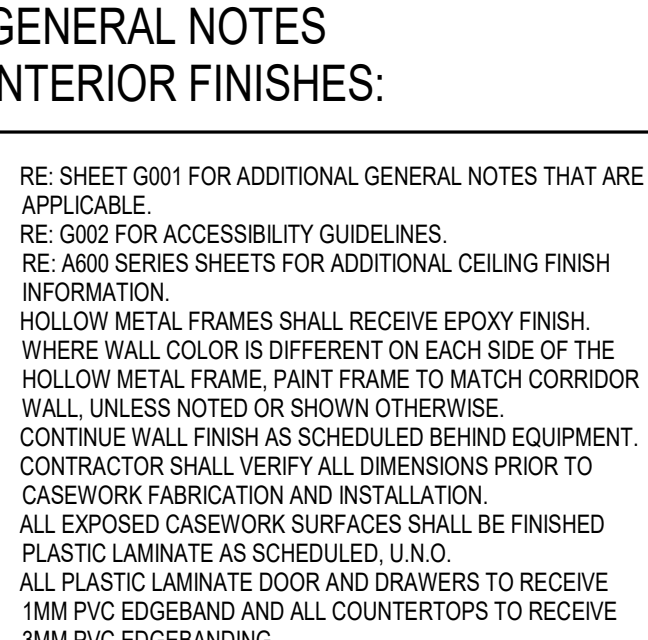 GENERAL NOTES
INTERIOR FINISHES:
RE: SHEET G001 FOR ADDITIONAL GENERAL NOTES THAT ARE
APPLICABLE.
RE: G002 FOR ACCESSIBILITY GUIDELINES.
RE: A600 SERIES SHEETS FOR ADDITIONAL CEILING FINISH
INFORMATION.
HOLLOW METAL FRAMES SHALL RECEIVE EPOXY FINISH.
WHERE WALL COLOR IS DIFFERENT ON EACH SIDE OF THE
HOLLOW METAL FRAME, PAINT FRAME TO MATCH CORRIDOR
WALL, UNLESS NOTED OR SHOWN OTHERWISE.
CONTINUE WALL FINISH AS SCHEDULED BEHIND EQUIPMENT.
CONTRACTOR SHALL VERIFY ALL DIMENSIONS PRIOR TO
CASEWORK FABRICATION AND INSTALLATION.
ALL EXPOSED CASEWORK SURFACES SHALL BE FINISHED
PLASTIC LAMINATE AS SCHEDULED, U.N.O.
ALL PLASTIC LAMINATE DOOR AND DRAWERS TO RECEIVE
1MM PVC EDGEBAND AND ALL COUNTERTOPS TO RECEIVE
3MM PVC EDGEBANDING